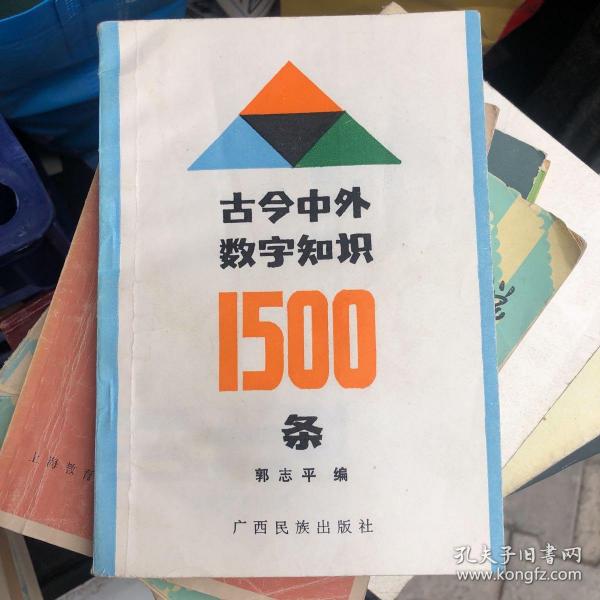 古今中外
数字知识
1500
条
郭志平 编
广西民族出版社
上海教育
孔夫子旧书网
www.kongfz.com